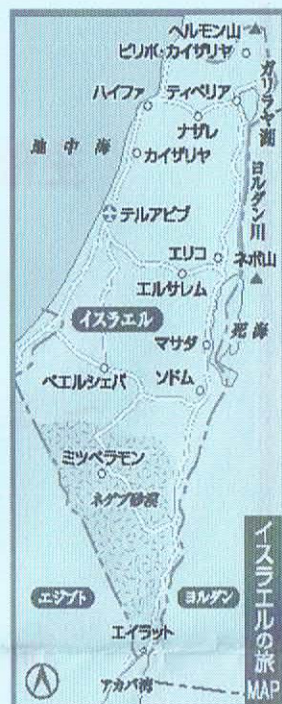 ヘルモン山
ピリポ・カイザリヤ
ガリラヤ湖
ハイファ
ティベリア
ナザレ
地中海
カイザリヤ
ヨルダン川
テルアビブ
エリコ
ネボ山
エルサレム
イスラエル
死海
マサダ
ベエルシェバ
ソドム
ミツペラモン
ネゲブ砂漠
エジプト
ヨルダン
エイラット
アカバ湾
イスラエルの旅
MAP